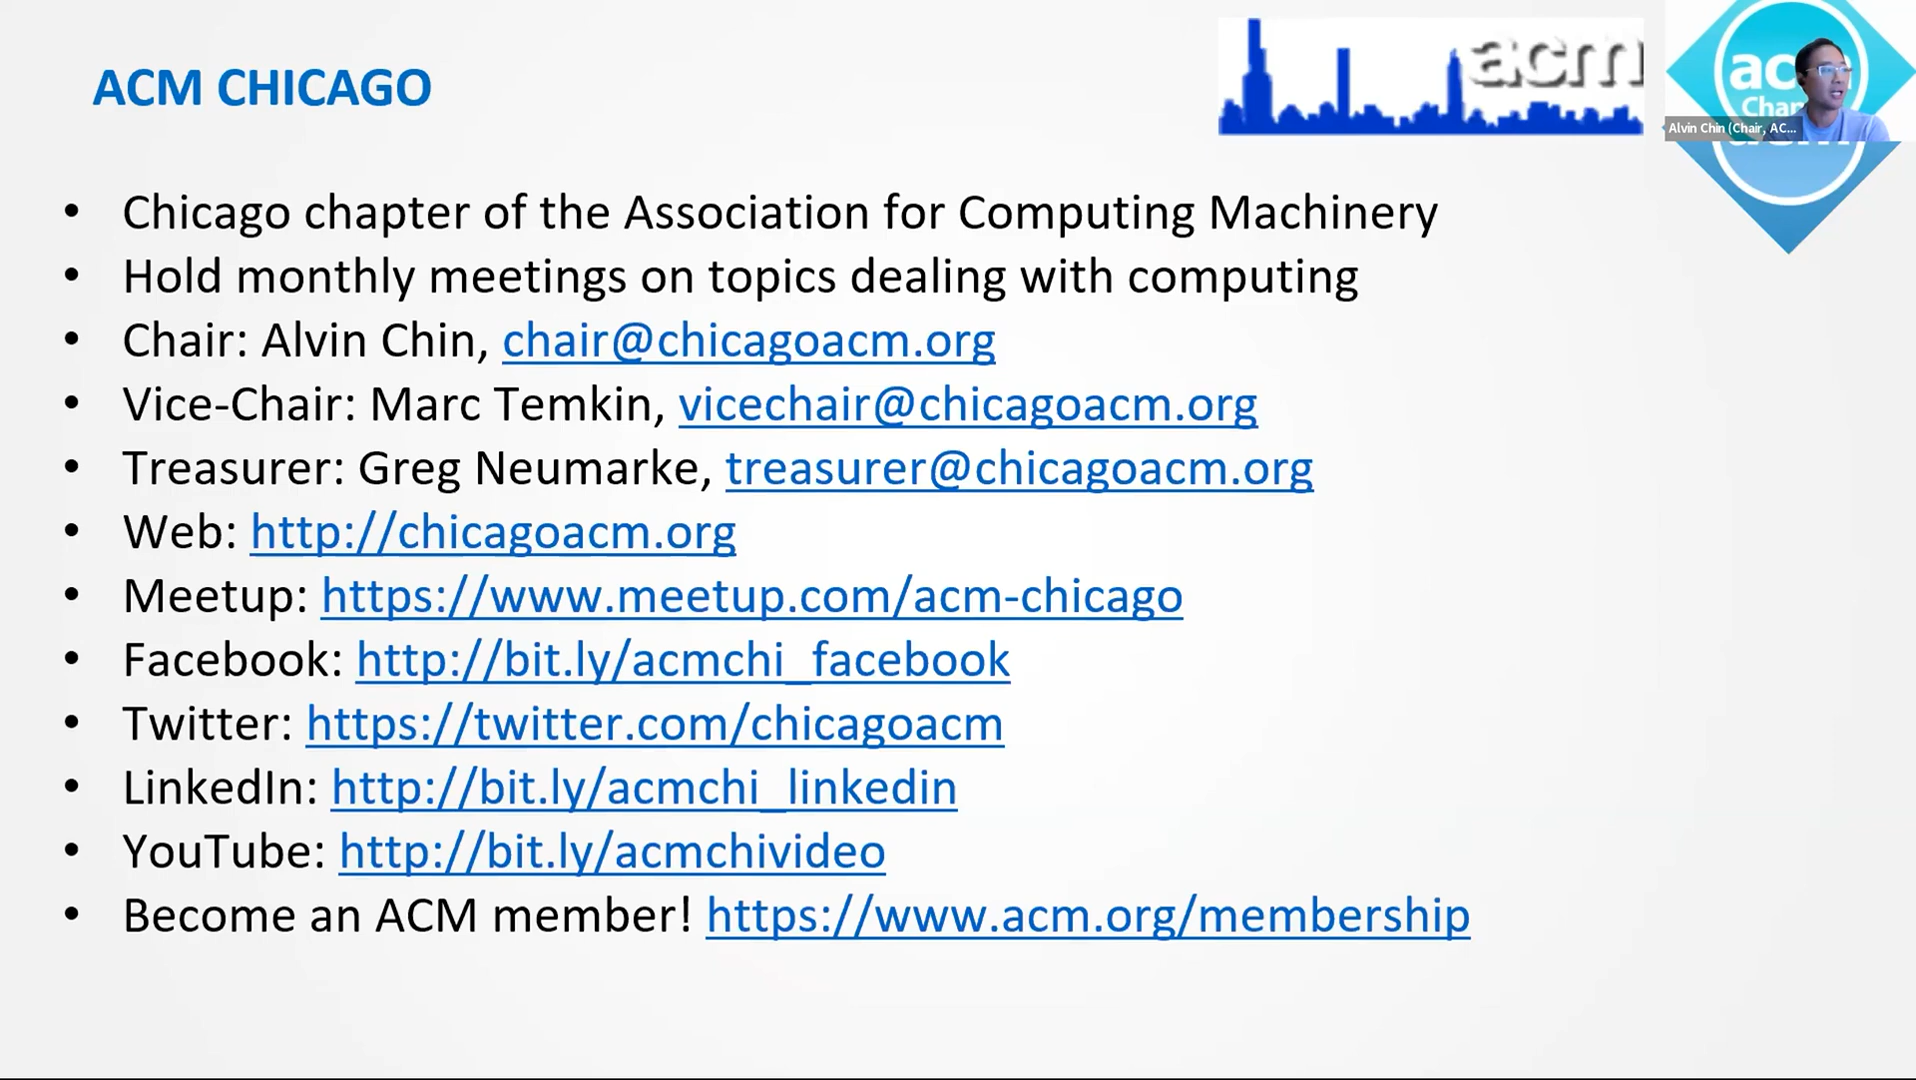 ACM CHICAGO
acm
Alvin Chin (Chair, AC...
• Chicago chapter of the Association for Computing Machinery
• Hold monthly meetings on topics dealing with computing
• Chair: Alvin Chin, chair@chicagoacm.org
• Vice-Chair: Marc Temkin, vicechair@chicagoacm.org
• Treasurer: Greg Neumarke, treasurer@chicagoacm.org
• Web: http://chicagoacm.org
• Meetup: https://www.meetup.com/acm-chicago
• Facebook: http://bit.ly/acmchi_facebook
• Twitter: https://twitter.com/chicagoacm
• LinkedIn: http://bit.ly/acmchi_linkedin
• YouTube: http://bit.ly/acmchivideo
• Become an ACM member! https://www.acm.org/membership